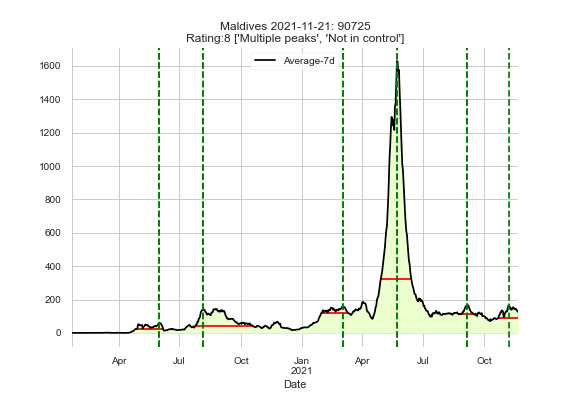 Maldives 2021-11-21: 90725
Rating:8 ['Multiple peaks', 'Not in control']
Average-7d
1600
1400
1200
1000
800
600
400
200
0
Apr Jul Oct Jan Apr Jul Oct
2021
Date